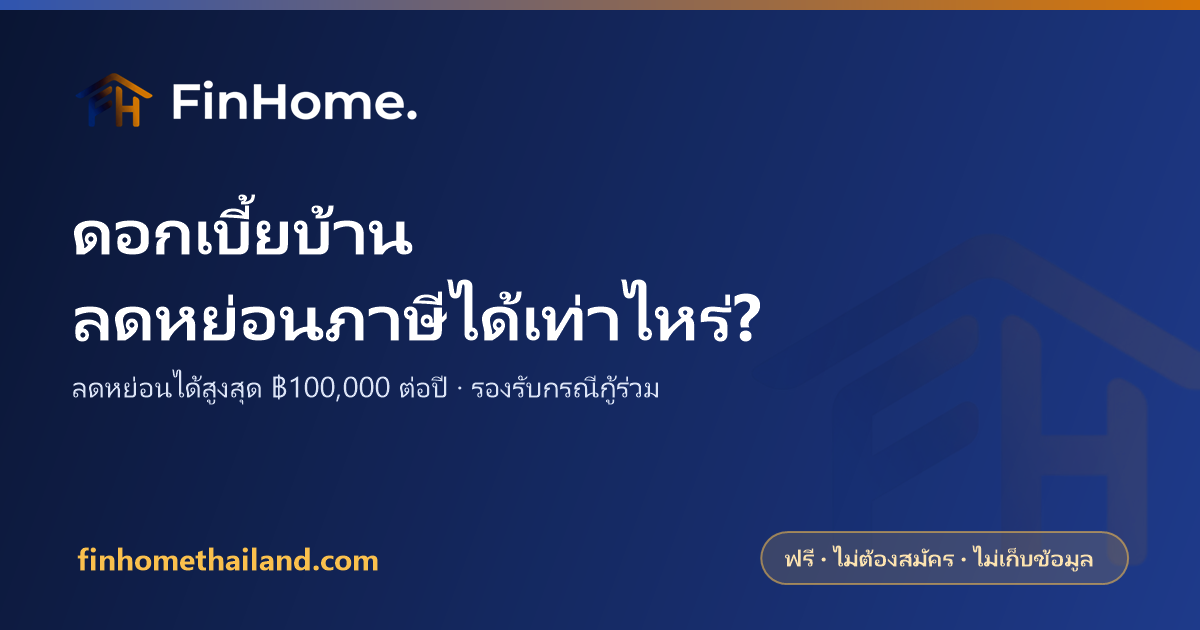 FinHome.
ดอกเบี้ยบ้าน
ลดหย่อนภาษีได้เท่าไหร่?
ลดหย่อนได้สูงสุด ฿100,000 ต่อปี · รองรับกรณีกู้ร่วม
finhomethailand.com
ฟรี · ไม่ต้องสมัคร · ไม่เก็บข้อมูล